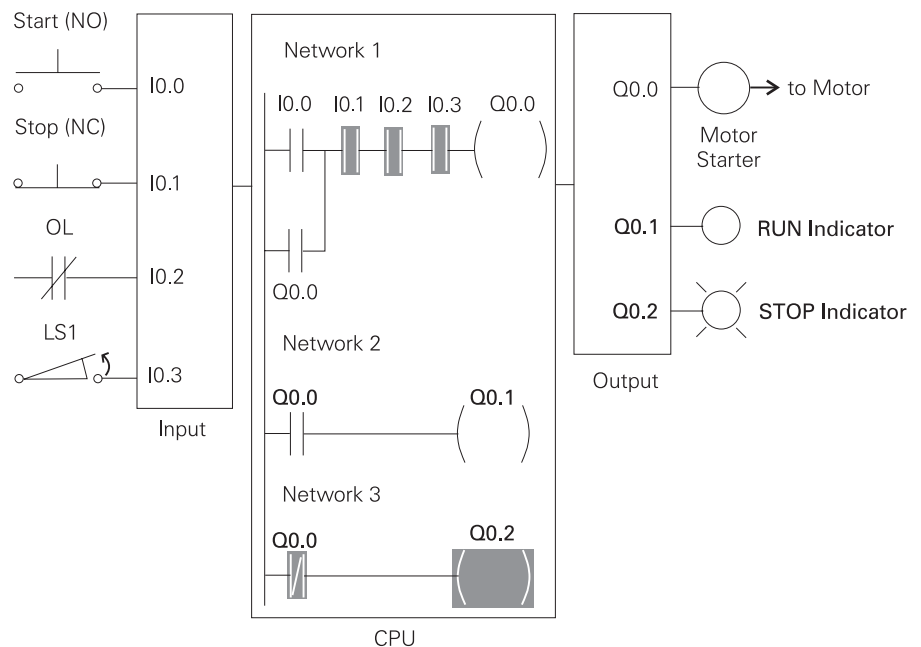 Start (NO)
I0.0
Stop (NC)
I0.1
OL
I0.2
LS1
I0.3
Input
Network 1
I0.0 I0.1 I0.2 I0.3 Q0.0
Q0.0
Network 2
Q0.0 Q0.1
Network 3
Q0.0 Q0.2
CPU
Q0.0 to Motor
Motor
Starter
Q0.1 RUN Indicator
Q0.2 STOP Indicator
Output